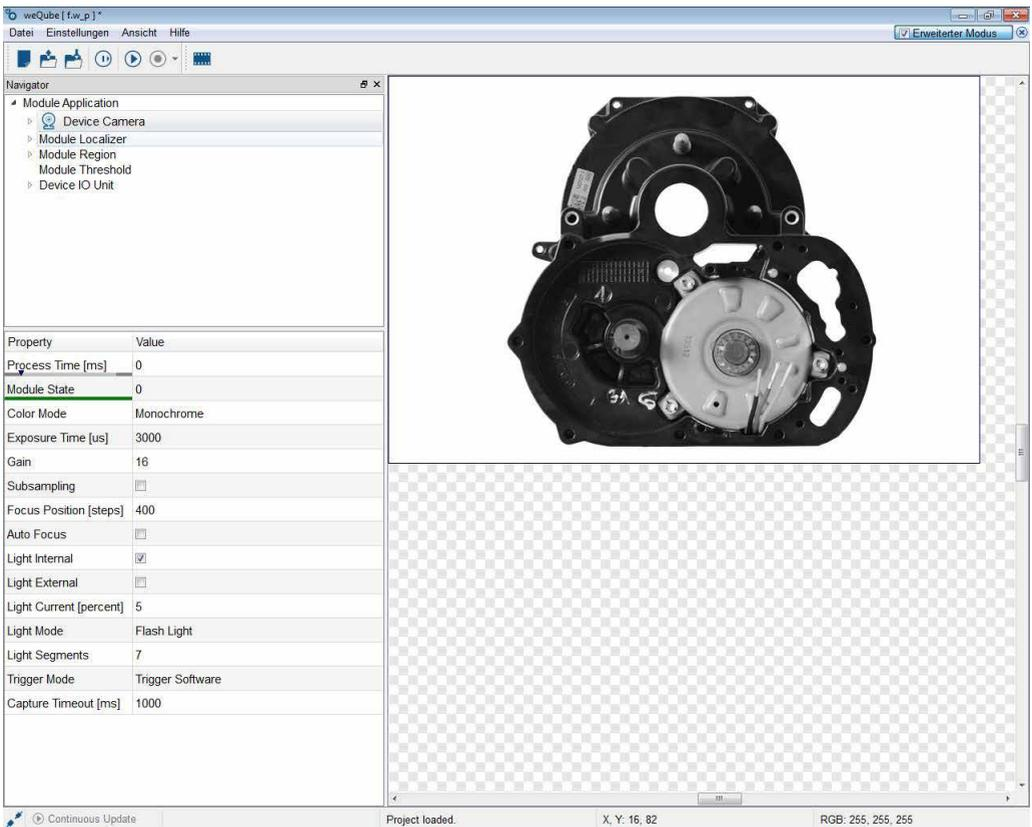 weQube [ f.w_p ] *
Datei Einstellungen Ansicht Hilfe
Erweiterter Modus
Navigator
Module Application
Device Camera
Module Localizer
Module Region
Module Threshold
Device IO Unit
Property Value
Process Time [ms] 0
Module State 0
Color Mode Monochrome
Exposure Time [us] 3000
Gain 16
Subsampling
Focus Position [steps] 400
Auto Focus
Light Internal
Light External
Light Current [percent] 5
Light Mode Flash Light
Light Segments 7
Trigger Mode Trigger Software
Capture Timeout [ms] 1000
Continuous Update Project loaded. X, Y: 16, 82 RGB: 255, 255, 255